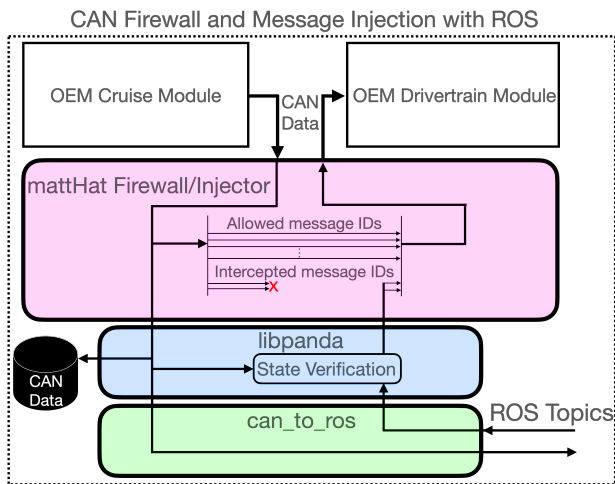 CAN Firewall and Message Injection with ROS
OEM Cruise Module
CAN
Data
OEM Drivertrain Module
mattHat Firewall/Injector
Allowed message IDs
Intercepted message IDs
X
libpanda
State Verification
CAN
Data
can_to_ros
ROS Topics